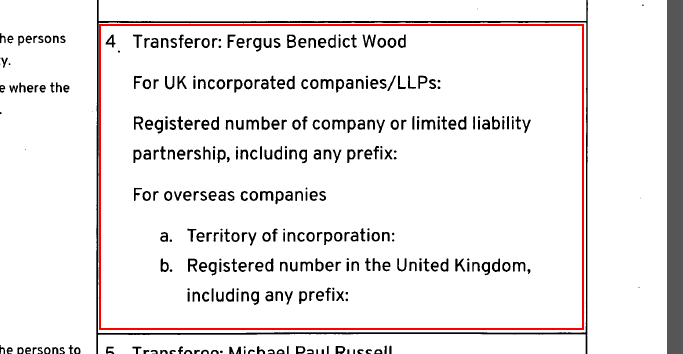 he persons
y.
e where the
.
4. Transferor: Fergus Benedict Wood
For UK incorporated companies/LLPs:
Registered number of company or limited liability
partnership, including any prefix:
For overseas companies
a. Territory of incorporation:
b. Registered number in the United Kingdom,
including any prefix:
he persons to
5. Transferee: Michael Paul Russell